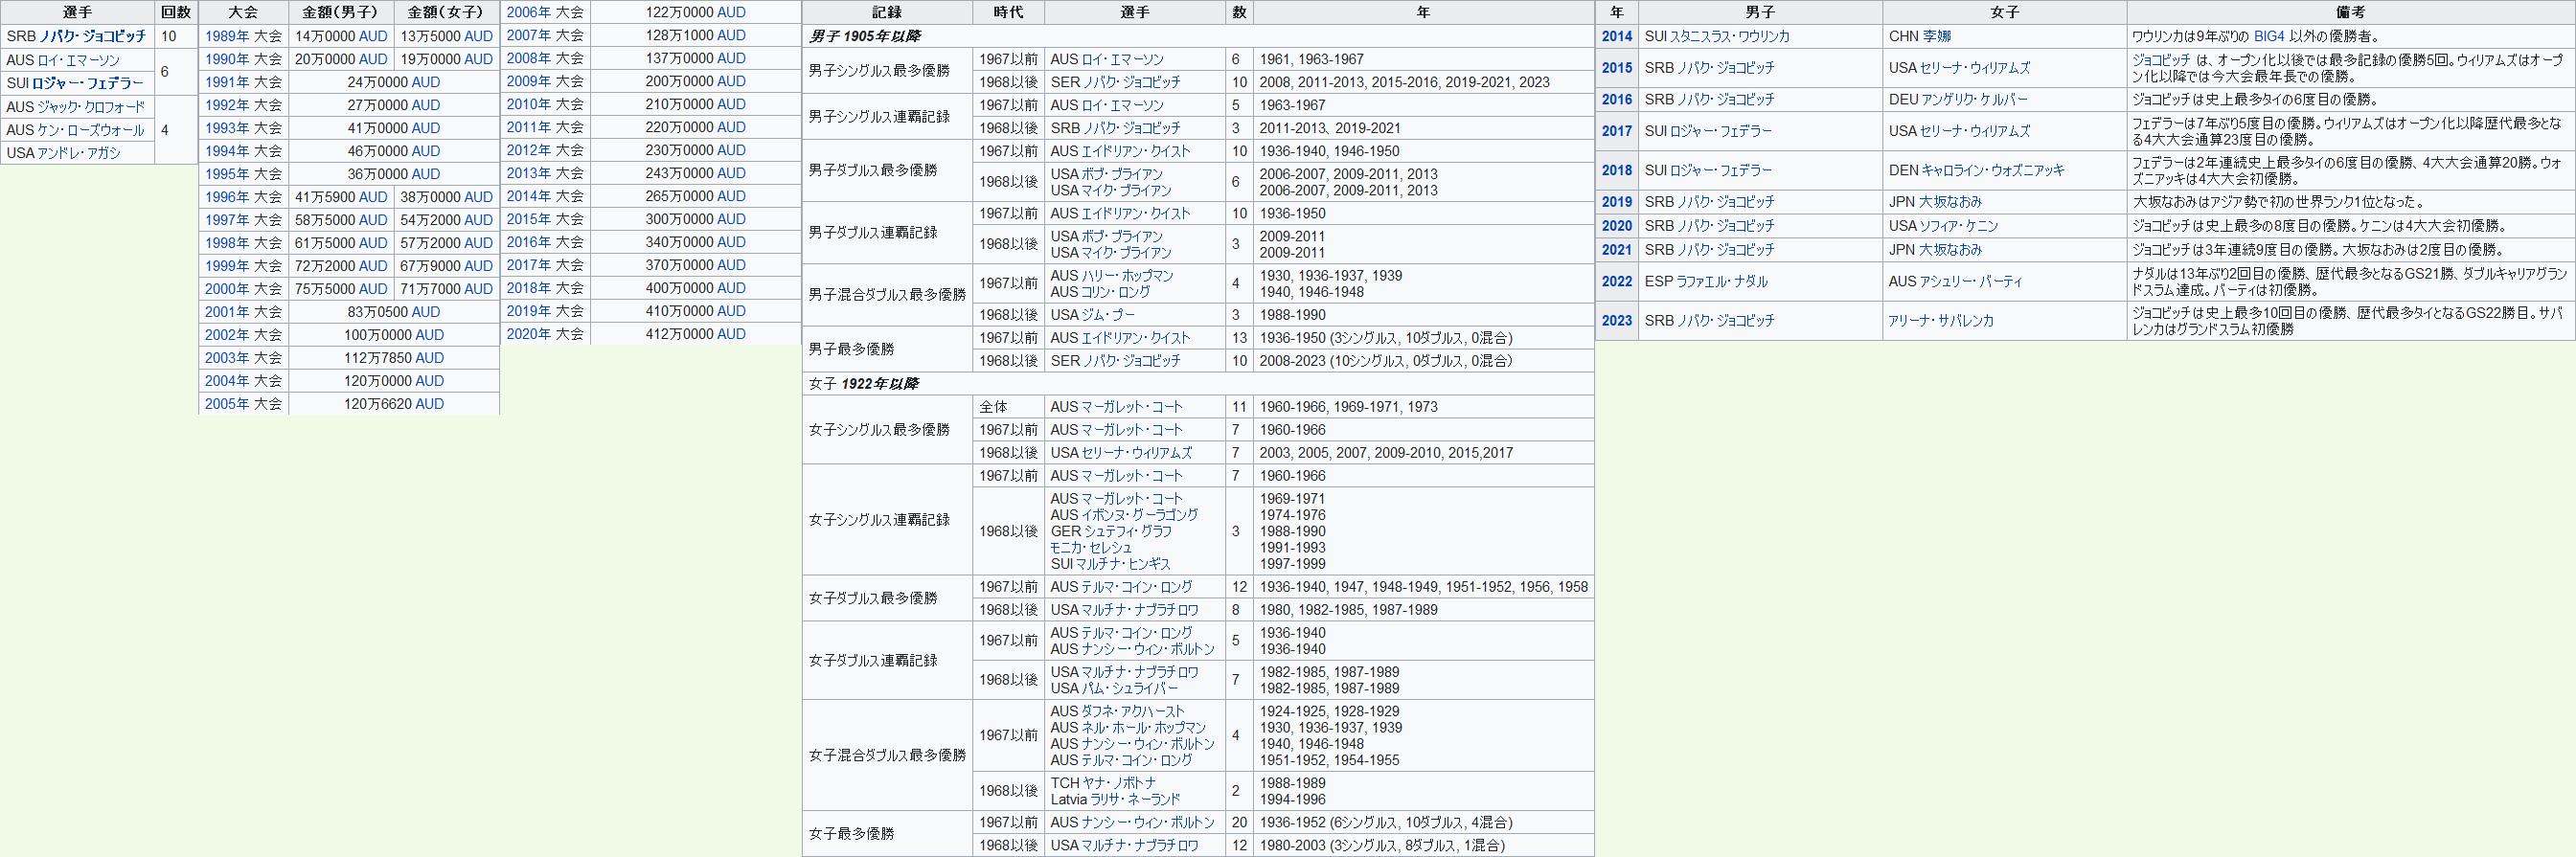 選手 回数
SRB ノバク・ジョコビッチ 10
AUS ロイ・エマーソン 6
SUI ロジャー・フェデラー
AUS ジャック・クロフォード 4
AUS ケン・ローズウォール
USA アンドレ・アガシ
大会 金額(男子) 金額(女子)
1989年 大会 14万0000 AUD 13万5000 AUD
1990年 大会 20万0000 AUD 19万0000 AUD
1991年 大会 24万0000 AUD
1992年 大会 27万0000 AUD
1993年 大会 41万0000 AUD
1994年 大会 46万0000 AUD
1995年 大会 36万0000 AUD
1996年 大会 41万5900 AUD 38万0000 AUD
1997年 大会 58万5000 AUD 54万2000 AUD
1998年 大会 61万5000 AUD 57万2000 AUD
1999年 大会 72万2000 AUD 67万9000 AUD
2000年 大会 75万5000 AUD 71万7000 AUD
2001年 大会 83万0500 AUD
2002年 大会 100万0000 AUD
2003年 大会 112万7850 AUD
2004年 大会 120万0000 AUD
2005年 大会 120万6620 AUD
2006年 大会 122万0000 AUD
2007年 大会 128万1000 AUD
2008年 大会 137万0000 AUD
2009年 大会 200万0000 AUD
2010年 大会 210万0000 AUD
2011年 大会 220万0000 AUD
2012年 大会 230万0000 AUD
2013年 大会 243万0000 AUD
2014年 大会 265万0000 AUD
2015年 大会 300万0000 AUD
2016年 大会 340万0000 AUD
2017年 大会 370万0000 AUD
2018年 大会 400万0000 AUD
2019年 大会 410万0000 AUD
2020年 大会 412万0000 AUD
記録 時代 選手 数 年
男子 1905年以降
男子シングルス最多優勝 1967以前 AUS ロイ・エマーソン 6 1961, 1963-1967
1968以後 SER ノバク・ジョコビッチ 10 2008, 2011-2013, 2015-2016, 2019-2021, 2023
男子シングルス連覇記録 1967以前 AUS ロイ・エマーソン 5 1963-1967
1968以後 SRB ノバク・ジョコビッチ 3 2011-2013、2019-2021
男子ダブルス最多優勝 1967以前 AUS エイドリアン・クイスト 10 1936-1940, 1946-1950
1968以後 USA ボブ・ブライアン 6 2006-2007, 2009-2011, 2013
USA マイク・ブライアン 2006-2007, 2009-2011, 2013
男子ダブルス連覇記録 1967以前 AUS エイドリアン・クイスト 10 1936-1950
1968以後 USA ボブ・ブライアン 3 2009-2011
USA マイク・ブライアン 2009-2011
男子混合ダブルス最多優勝 1967以前 AUS ハリー・ホップマン 4 1930, 1936-1937, 1939
AUS コリン・ロング 1940, 1946-1948
1968以後 USA ジム・プー 3 1988-1990
男子最多優勝 1967以前 AUS エイドリアン・クイスト 13 1936-1950 (3シングルス, 10ダブルス, 0混合)
1968以後 SER ノバク・ジョコビッチ 10 2008-2023 (10シングルス, 0ダブルス, 0混合)
女子 1922年以降
女子シングルス最多優勝 全体 AUS マーガレット・コート 11 1960-1966, 1969-1971, 1973
1967以前 AUS マーガレット・コート 7 1960-1966
1968以後 USA セリーナ・ウィリアムズ 7 2003, 2005, 2007, 2009-2010, 2015,2017
女子シングルス連覇記録 1967以前 AUS マーガレット・コート 7 1960-1966
1968以後 AUS マーガレット・コート 3 1969-1971
AUS イボンヌ・グーラゴング 1974-1976
GER シュテフィ・グラフ 1988-1990
モニカ・セレシュ 1991-1993
SUI マルチナ・ヒンギス 1997-1999
女子ダブルス最多優勝 1967以前 AUS テルマ・コイン・ロング 12 1936-1940, 1947, 1948-1949, 1951-1952, 1956, 1958
1968以後 USA マルチナ・ナブラチロワ 8 1980, 1982-1985, 1987-1989
女子ダブルス連覇記録 1967以前 AUS テルマ・コイン・ロング 5 1936-1940
AUS ナンシー・ウィン・ボルトン 1936-1940
1968以後 USA マルチナ・ナブラチロワ 7 1982-1985, 1987-1989
USA パム・シュライバー 1982-1985, 1987-1989
女子混合ダブルス最多優勝 1967以前 AUS ダフネ・アクハースト 4 1924-1925, 1928-1929
AUS ネル・ホール・ホップマン 1930, 1936-1937, 1939
AUS ナンシー・ウィン・ボルトン 1940, 1946-1948
AUS テルマ・コイン・ロング 1951-1952, 1954-1955
1968以後 TCH ヤナ・ノボトナ 2 1988-1989
Latvia ラリサ・ネーランド 1994-1996
女子最多優勝 1967以前 AUS ナンシー・ウィン・ボルトン 20 1936-1952 (6シングルス, 10ダブルス, 4混合)
1968以後 USA マルチナ・ナブラチロワ 12 1980-2003 (3シングルス, 8ダブルス, 1混合)
年 男子 女子 備考
2014 SUI スタニスラス・ワウリンカ CHN 李娜 ワウリンカは9年ぶりの BIG4 以外の優勝者。
2015 SRB ノバク・ジョコビッチ USA セリーナ・ウィリアムズ ジョコビッチ は、オープン化以後では最多記録の優勝5回。ウィリアムズはオープ
ン化以降では今大会最年長での優勝。
2016 SRB ノバク・ジョコビッチ DEU アンゲリク・ケルバー ジョコビッチは史上最多タイの6度目の優勝。
2017 SUI ロジャー・フェデラー USA セリーナ・ウィリアムズ フェデラーは7年ぶり5度目の優勝。ウィリアムズはオープン化以降歴代最多とな
る4大大会通算23度目の優勝。
2018 SUI ロジャー・フェデラー DEN キャロライン・ウォズニアッキ フェデラーは2年連続史上最多タイの6度目の優勝、4大大会通算20勝。ウォ
ズニアッキは4大大会初優勝。
2019 SRB ノバク・ジョコビッチ JPN 大坂なおみ 大坂なおみはアジア勢で初の世界ランク1位となった。
2020 SRB ノバク・ジョコビッチ USA ソフィア・ケニン ジョコビッチは史上最多の8度目の優勝。ケニンは4大大会初優勝。
2021 SRB ノバク・ジョコビッチ JPN 大坂なおみ ジョコビッチは3年連続9度目の優勝。大坂なおみは2度目の優勝。
2022 ESP ラファエル・ナダル AUS アシュリー・バーティ ナダルは13年ぶり2回目の優勝、歴代最多となるGS21勝、ダブルキャリアグラン
ドスラム達成。バーティは初優勝。
2023 SRB ノバク・ジョコビッチ アリーナ・サバレンカ ジョコビッチは史上最多10回目の優勝、歴代最多タイとなるGS22勝目。サバ
レンカはグランドスラム初優勝